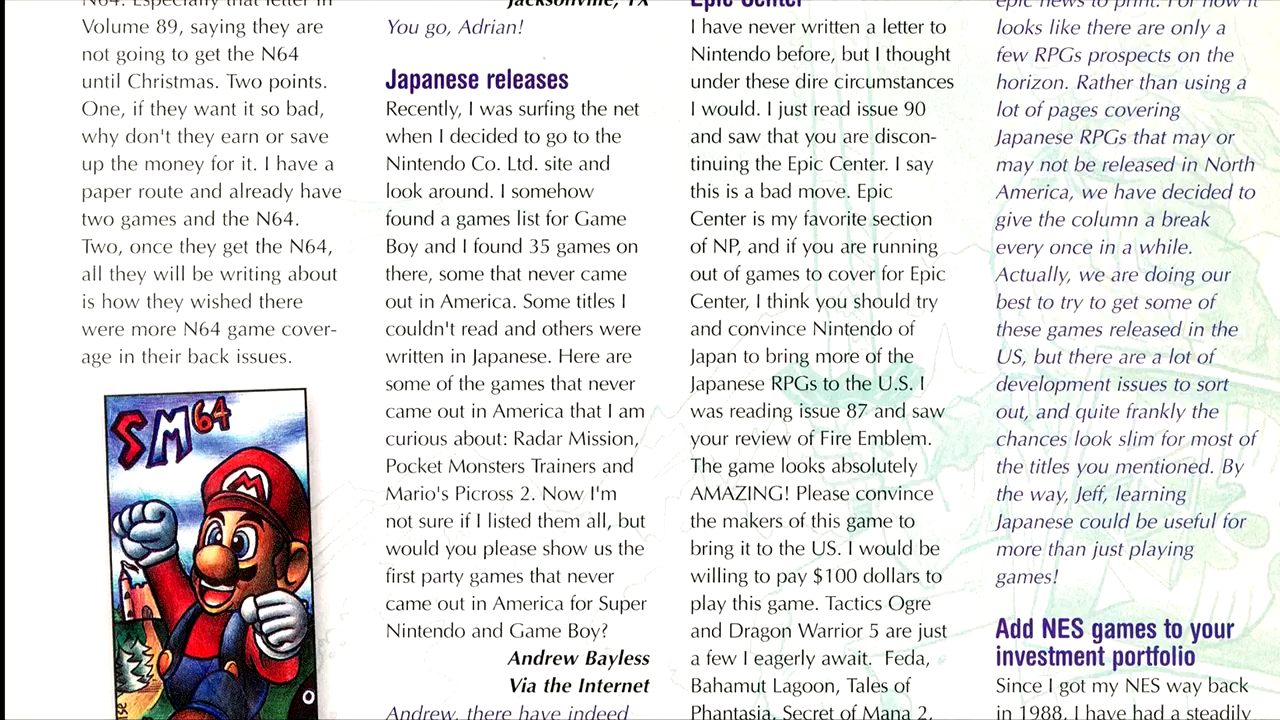 N64. Especially that letter in
Volume 89, saying they are
not going to get the N64
until Christmas. Two points.
One, if they want it so bad,
why don't they earn or save
up the money for it. I have a
paper route and already have
two games and the N64.
Two, once they get the N64,
all they will be writing about
is how they wished there
were more N64 game cover-
age in their back issues.
SM64
Jacksonville, TX
You go, Adrian!
Japanese releases
Recently, I was surfing the net
when I decided to go to the
Nintendo Co. Ltd. site and
look around. I somehow
found a games list for Game
Boy and I found 35 games on
there, some that never came
out in America. Some titles I
couldn't read and others were
written in Japanese. Here are
some of the games that never
came out in America that I am
curious about: Radar Mission,
Pocket Monsters Trainers and
Mario's Picross 2. Now I'm
not sure if I listed them all, but
would you please show us the
first party games that never
came out in America for Super
Nintendo and Game Boy?
Andrew Bayless
Via the Internet
Andrew, there have indeed
Epic Center
I have never written a letter to
Nintendo before, but I thought
under these dire circumstances
I would. I just read issue 90
and saw that you are discon-
tinuing the Epic Center. I say
this is a bad move. Epic
Center is my favorite section
of NP, and if you are running
out of games to cover for Epic
Center, I think you should try
and convince Nintendo of
Japan to bring more of the
Japanese RPGs to the U.S. I
was reading issue 87 and saw
your review of Fire Emblem.
The game looks absolutely
AMAZING! Please convince
the makers of this game to
bring it to the US. I would be
willing to pay $100 dollars to
play this game. Tactics Ogre
and Dragon Warrior 5 are just
a few I eagerly await. Feda,
Bahamut Lagoon, Tales of
Phantasia, Secret of Mana 2,
epic news to print. For now it
looks like there are only a
few RPGs prospects on the
horizon. Rather than using a
lot of pages covering
Japanese RPGs that may or
may not be released in North
America, we have decided to
give the column a break
every once in a while.
Actually, we are doing our
best to try to get some of
these games released in the
US, but there are a lot of
development issues to sort
out, and quite frankly the
chances look slim for most of
the titles you mentioned. By
the way, Jeff, learning
Japanese could be useful for
more than just playing
games!
Add NES games to your
investment portfolio
Since I got my NES way back
in 1988, I have had a steadily